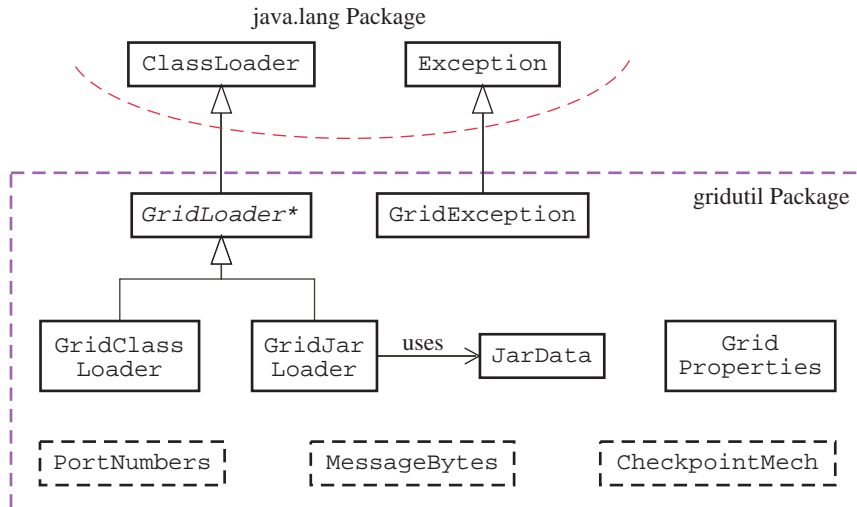 java.lang Package
ClassLoader
Exception
gridutil Package
GridLoader*
GridException
GridClass
Loader
GridJar
Loader
uses
JarData
Grid
Properties
PortNumbers
MessageBytes
CheckpointMech